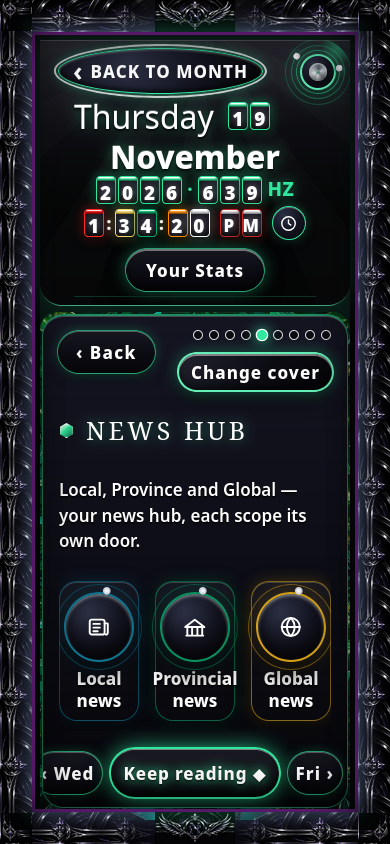 ‹ BACK TO MONTH
Thursday 19
November
2026 · 639 HZ
1:34:20 PM
Your Stats
‹ Back
Change cover
NEWS HUB
Local, Province and Global —
your news hub, each scope its
own door.
Local news
Provincial news
Global news
‹ Wed
Keep reading ◆
Fri ›